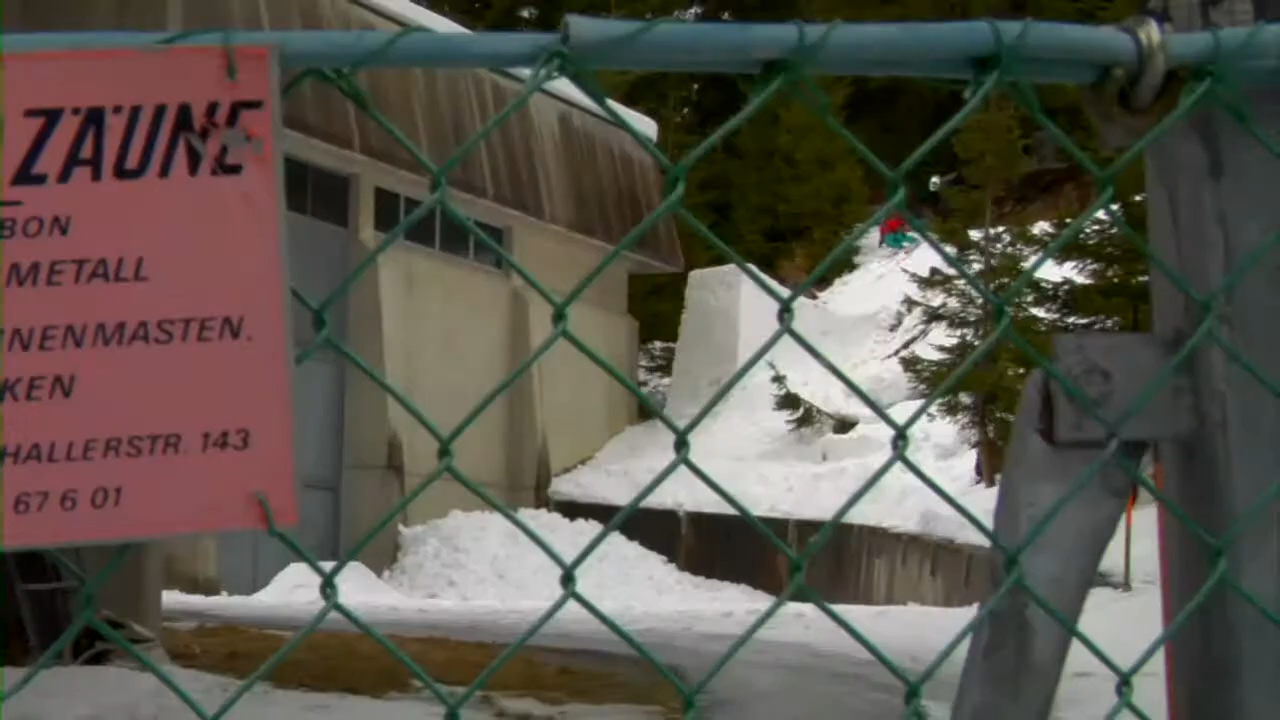 ZÄUNE
BON
METALL
NENMASTEN.
KEN
HALLERSTR. 143
67 6 01